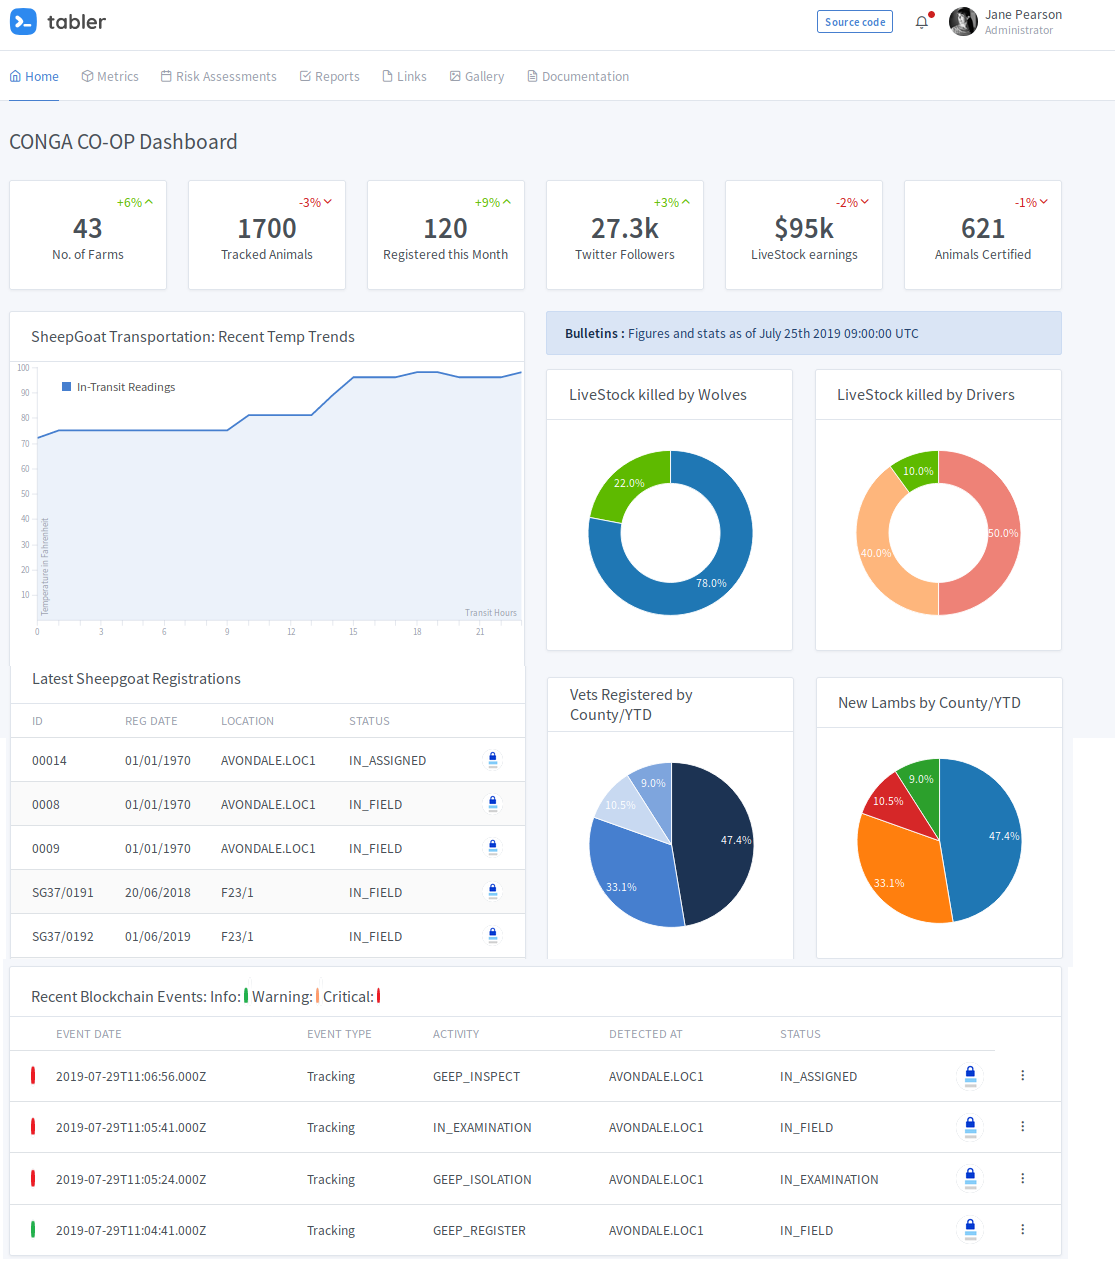 tabler
Source code
Jane Pearson
Administrator
Home Metrics Risk Assessments Reports Links Gallery Documentation
CONGA CO-OP Dashboard
+6%
43
No. of Farms
-3%
1700
Tracked Animals
+9%
120
Registered this Month
+3%
27.3k
Twitter Followers
-2%
$95k
LiveStock earnings
-1%
621
Animals Certified
SheepGoat Transportation: Recent Temp Trends
In-Transit Readings
100
90
80
70
60
50
40
30
20
10
Temperature in Fahrenheit
Transit Hours
0 3 6 9 12 15 18 21
Bulletins : Figures and stats as of July 25th 2019 09:00:00 UTC
LiveStock killed by Wolves
22.0%
78.0%
LiveStock killed by Drivers
10.0%
50.0%
40.0%
Latest Sheepgoat Registrations
ID REG DATE LOCATION STATUS
00014 01/01/1970 AVONDALE.LOC1 IN_ASSIGNED
0008 01/01/1970 AVONDALE.LOC1 IN_FIELD
0009 01/01/1970 AVONDALE.LOC1 IN_FIELD
SG37/0191 20/06/2018 F23/1 IN_FIELD
SG37/0192 01/06/2019 F23/1 IN_FIELD
Vets Registered by
County/YTD
9.0%
10.5%
47.4%
33.1%
New Lambs by County/YTD
9.0%
10.5%
47.4%
33.1%
Recent Blockchain Events: Info: Warning: Critical:
EVENT DATE EVENT TYPE ACTIVITY DETECTED AT STATUS
2019-07-29T11:06:56.000Z Tracking GEEP_INSPECT AVONDALE.LOC1 IN_ASSIGNED
2019-07-29T11:05:41.000Z Tracking IN_EXAMINATION AVONDALE.LOC1 IN_FIELD
2019-07-29T11:05:24.000Z Tracking GEEP_ISOLATION AVONDALE.LOC1 IN_EXAMINATION
2019-07-29T11:04:41.000Z Tracking GEEP_REGISTER AVONDALE.LOC1 IN_FIELD